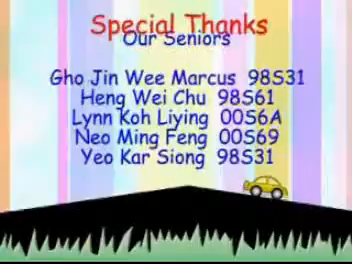 Special Thanks
Our Seniors
Gho Jin Wee Marcus 98S31
Heng Wei Chu 98S61
Lynn Koh Liying 00S6A
Neo Ming Feng 00S69
Yeo Kar Siong 98S31